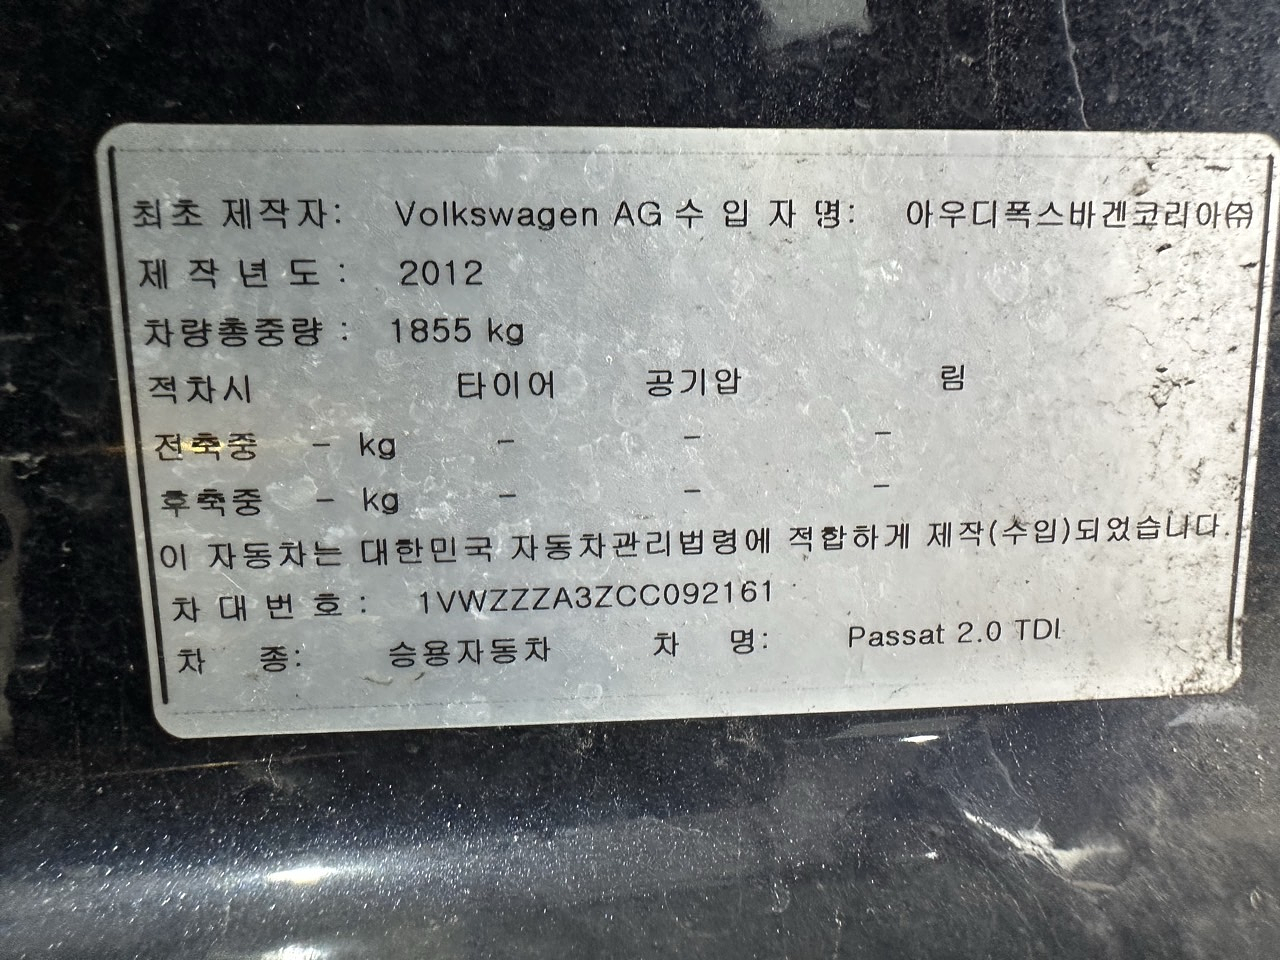 최초 제작자: Volkswagen AG 수 입 자 명: 아우디폭스바겐코리아㈜
제 작 년 도 : 2012
차량총중량 : 1855 kg
적차시 타이어 공기압 림
전축중 - kg - - -
후축중 - kg - - -
이 자동차는 대한민국 자동차관리법령에 적합하게 제작(수입)되었습니다.
차 대 번 호 : 1VWZZZA3ZCC092161
차 종: 승용자동차 차 명: Passat 2.0 TDI